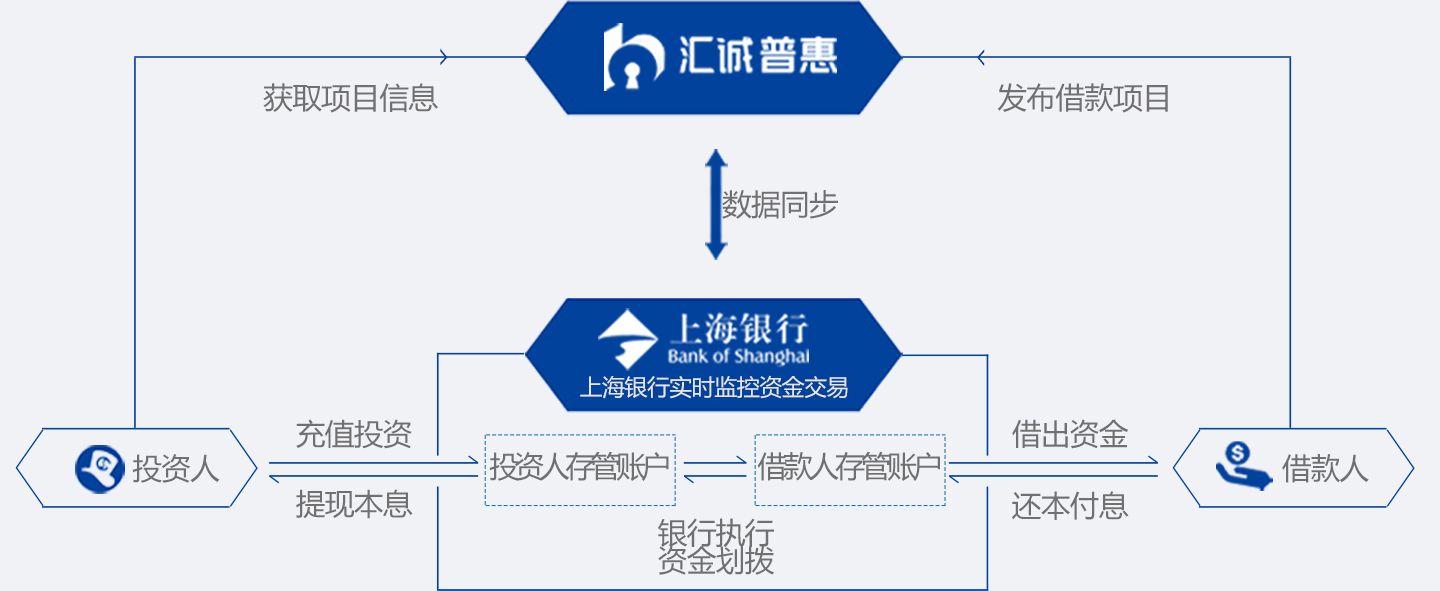 汇诚普惠
获取项目信息
发布借款项目
数据同步
上海银行
Bank of Shanghai
上海银行实时监控资金交易
充值投资
借出资金
投资人
投资人存管账户
借款人存管账户
借款人
提现本息
还本付息
银行执行
资金划拨